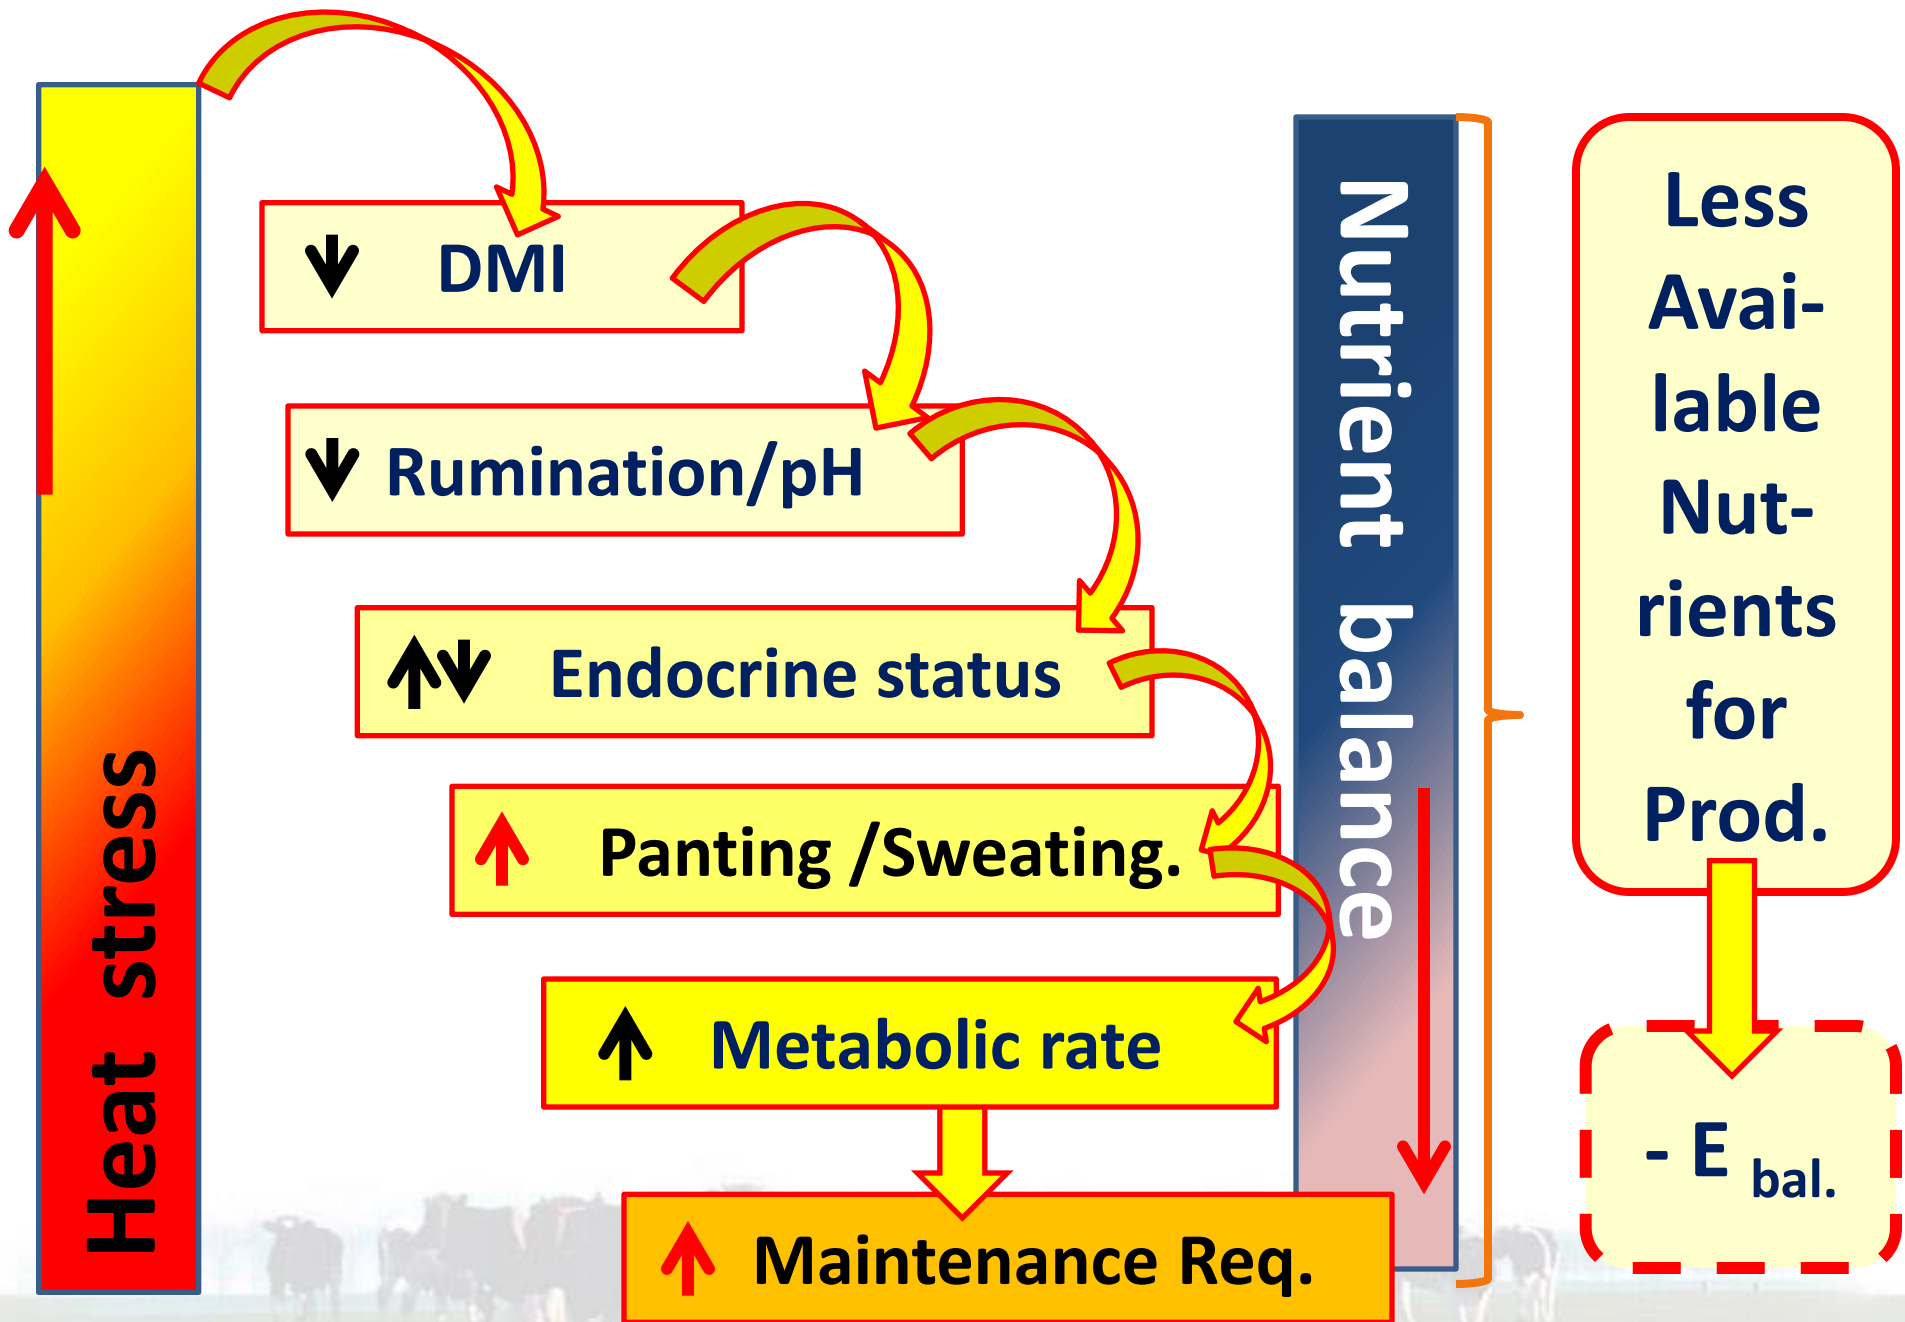 Heat stress
DMI
Rumination/pH
Endocrine status
Panting /Sweating.
Metabolic rate
Maintenance Req.
Nutrient balance
Less
Avai-
lable
Nut-
rients
for
Prod.
- E bal.